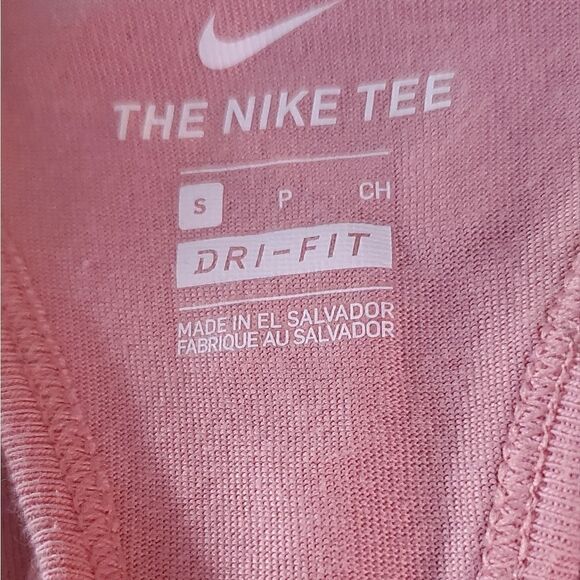 THE NIKE TEE
S P CH
DRI-FIT
MADE IN EL SALVADOR
FABRIQUE AU SALVADOR